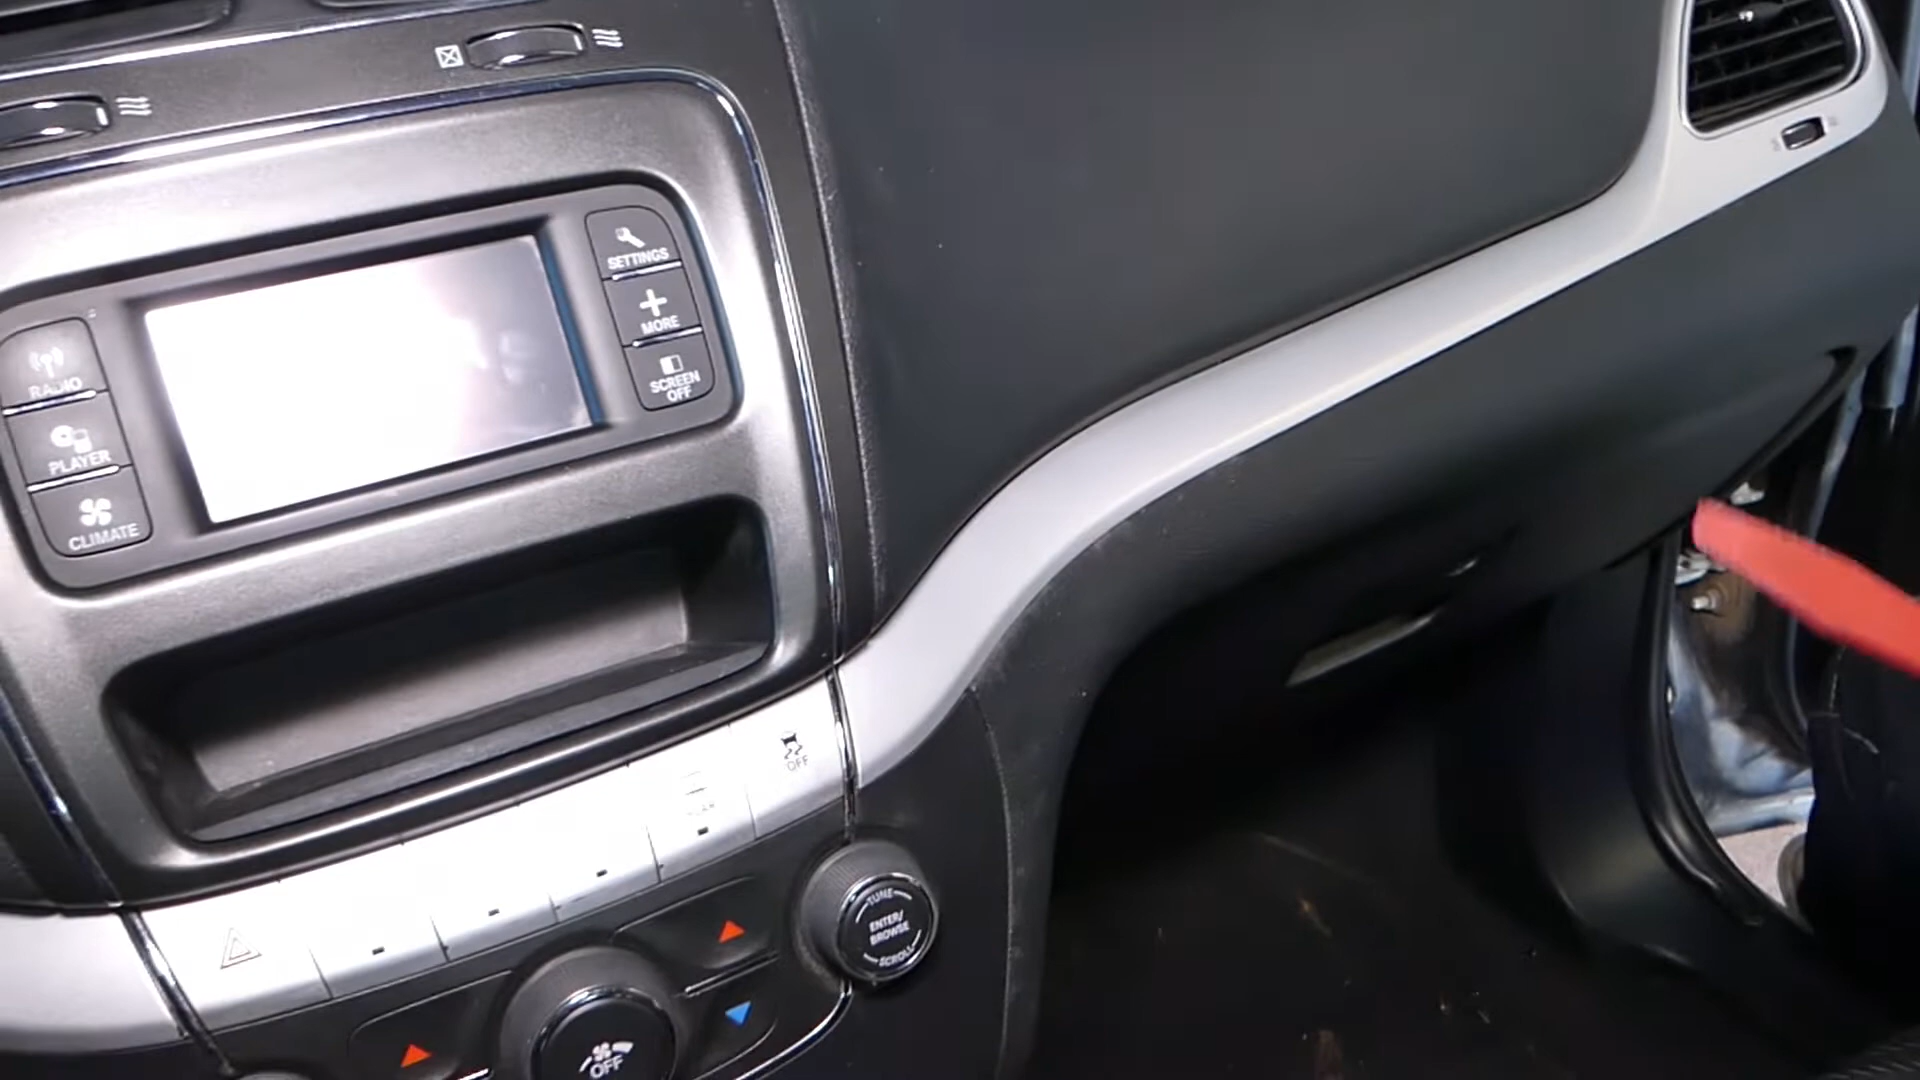 SETTINGS
MORE
SCREEN
OFF
RADIO
PLAYER
CLIMATE
OFF
TUNE
ENTER/
BROWSE
SCROLL
OFF